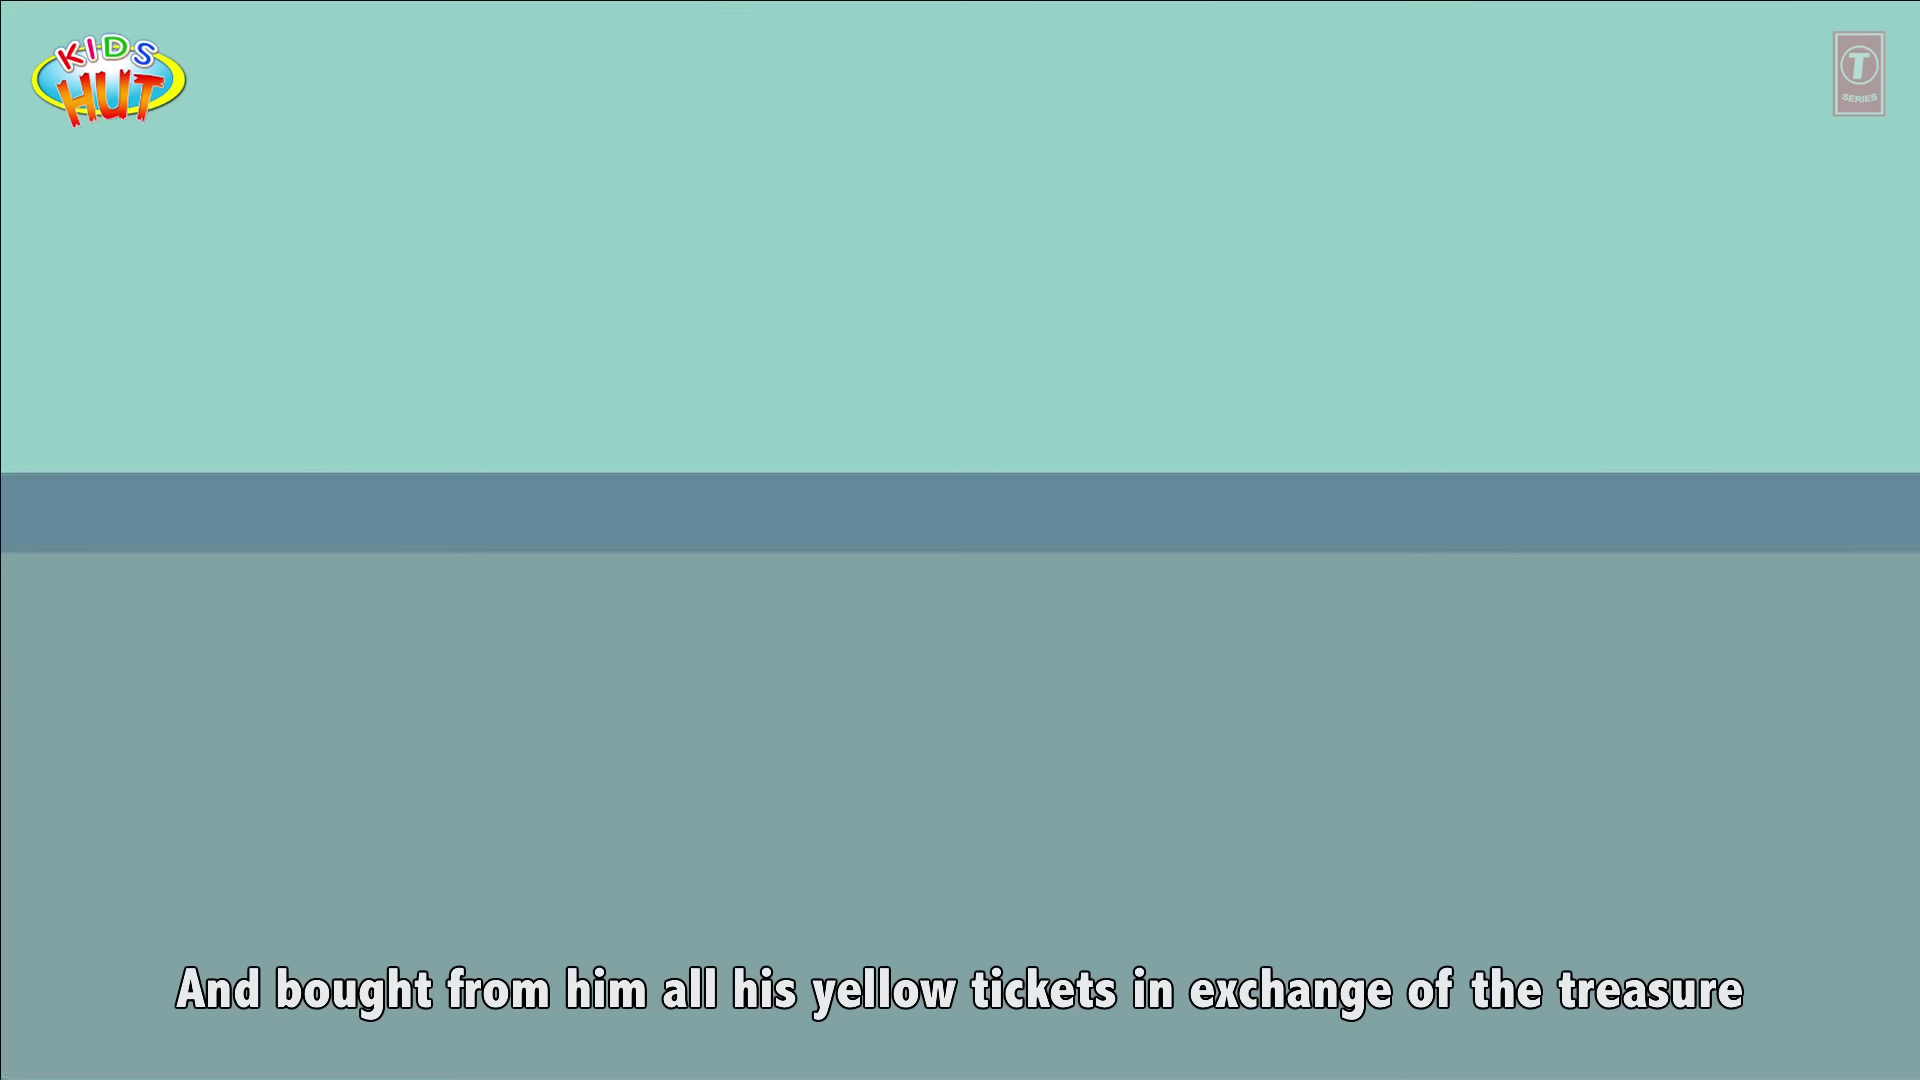 KIDS
HUT
T
SERIES
And bought from him all his yellow tickets in exchange of the treasure